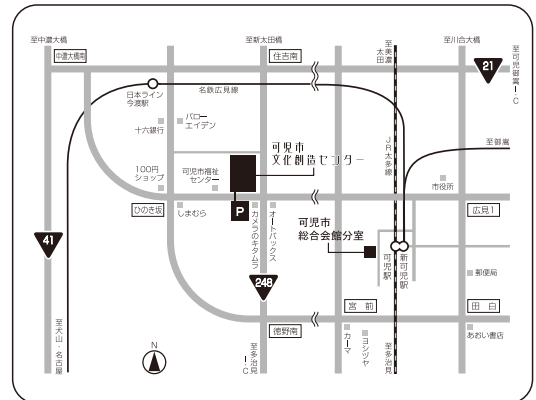 至中濃大橋
至新太田橋
至美濃太田
至川合大橋
中濃大橋南
住吉南
21
至可児御嵩I・C
日本ライン
今渡駅
名鉄広見線
バロー
エイデン
十六銀行
可児市
文化創造センター
JR太多線
至御嵩
100円
ショップ
可児市福祉
センター
市役所
P
ひのき坂
しまむら
カメラのキタムラ
オートバックス
広見1
可児市
総合会館分室
41
248
可児駅
新可児駅
郵便局
宮前
田白
徳野南
カーマ
ヨシヅヤ
あおい書店
至犬山・名古屋
N
至多治見I・C
至多治見